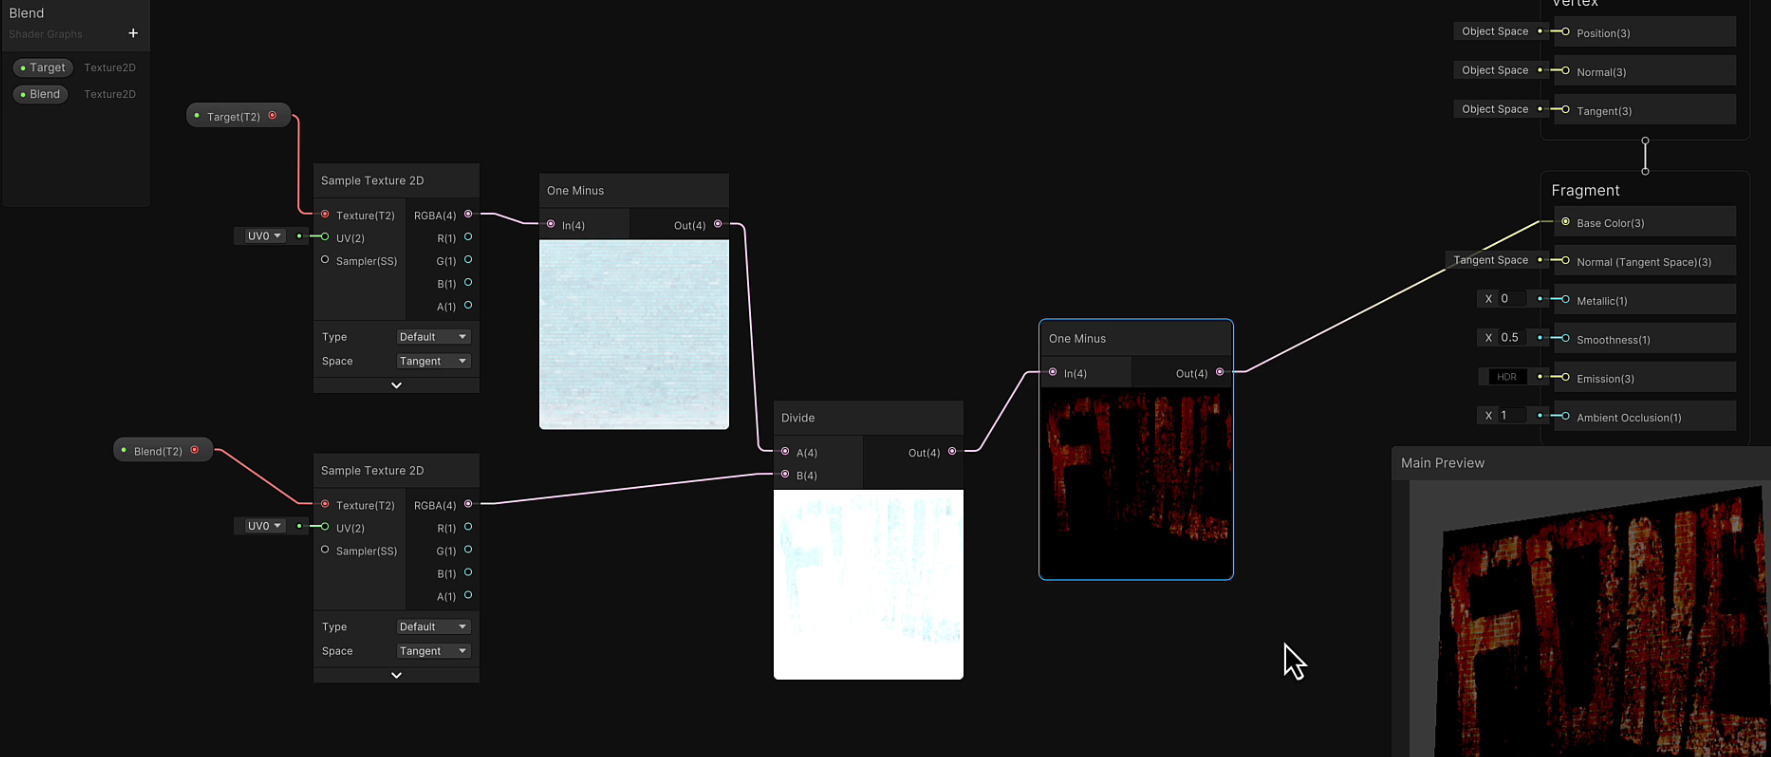 Blend
Shader Graphs
+
Target Texture2D
Blend Texture2D
Target(T2)
Sample Texture 2D
Texture(T2) RGBA(4)
UV0
UV(2) R(1)
Sampler(SS) G(1)
B(1)
A(1)
Type Default
Space Tangent
One Minus
In(4) Out(4)
Blend(T2)
Sample Texture 2D
Texture(T2) RGBA(4)
UV0
UV(2) R(1)
Sampler(SS) G(1)
B(1)
A(1)
Type Default
Space Tangent
Divide
A(4) Out(4)
B(4)
One Minus
In(4) Out(4)
Vertex
Object Space Position(3)
Object Space Normal(3)
Object Space Tangent(3)
Fragment
Base Color(3)
Tangent Space Normal (Tangent Space)(3)
X 0 Metallic(1)
X 0.5 Smoothness(1)
HDR Emission(3)
X 1 Ambient Occlusion(1)
Main Preview